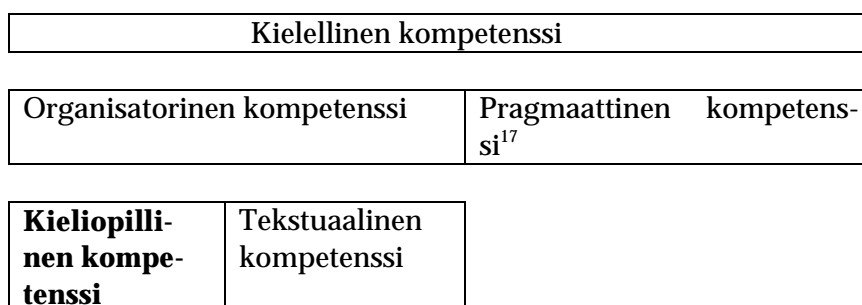 Kielellinen kompetenssi
Organisatorinen kompetenssi
Pragmaattinen kompetens-
si17
Kieliopilli-
nen kompe-
tenssi
Tekstuaalinen
kompetenssi